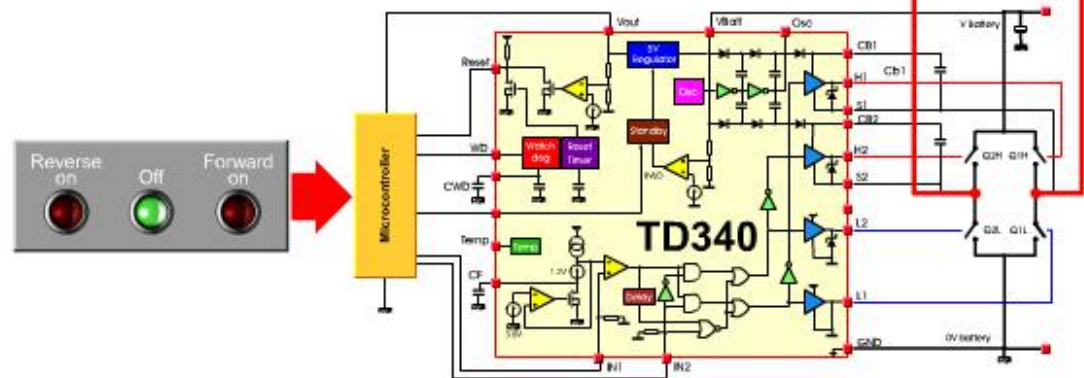 Reverse
on
Off
Forward
on
Microcontroller
Vout
VBatt
Osc
Reset
5V
Regulator
Osc
Standby
Watch
dog
Reset
Timer
WD
CWD
UVLO
Temp
Temp
CF
1.2V
Delay
TD340
IN1
IN2
CB1
H1
Cb1
S1
CB2
H2
S2
L2
L1
GND
V Battery
Q2H
Q1H
Q2L
Q1L
0V Battery